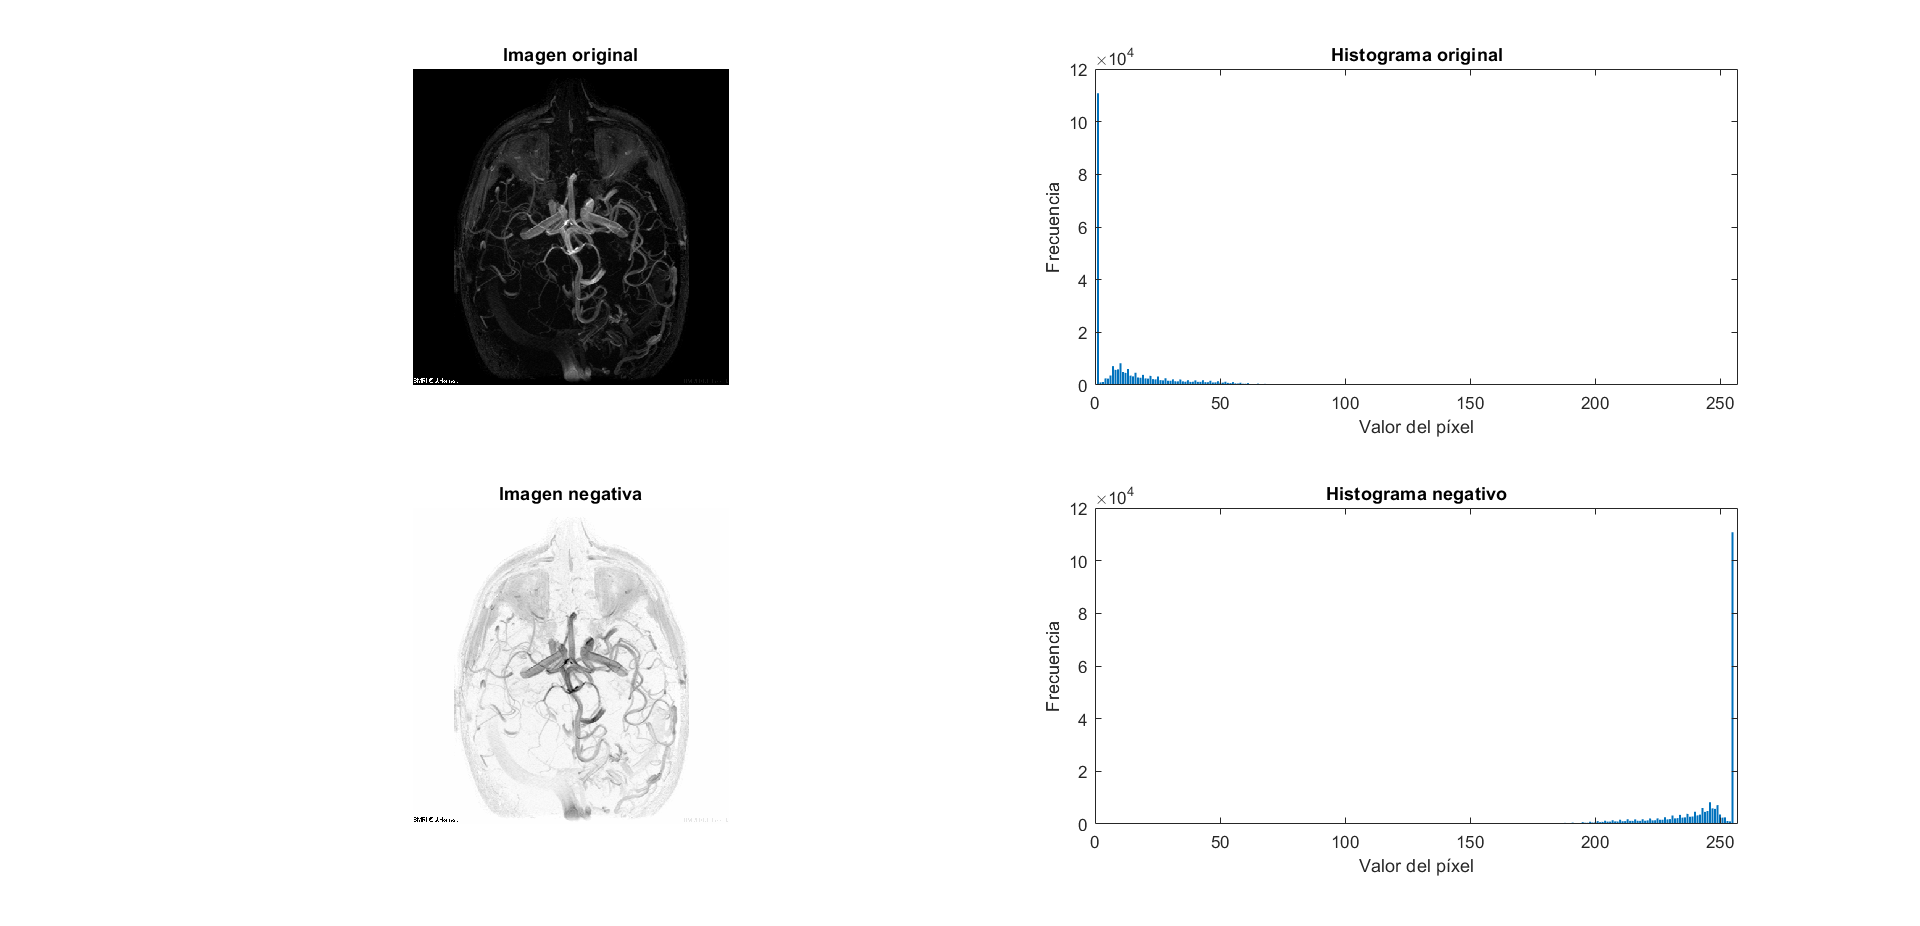 Imagen original
Histograma original
×10^4
12
10
8
6
4
2
0
0 50 100 150 200 250
Frecuencia
Valor del píxel
Imagen negativa
Histograma negativo
×10^4
12
10
8
6
4
2
0
0 50 100 150 200 250
Frecuencia
Valor del píxel